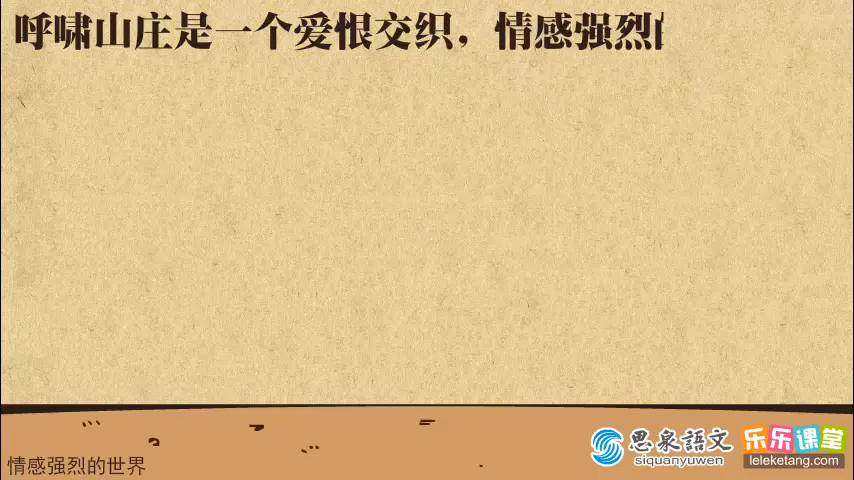 呼啸山庄是一个爱恨交织，情感强烈
思泉語文
siquanyuwen
乐乐课堂
leleketang.com
情感强烈的世界